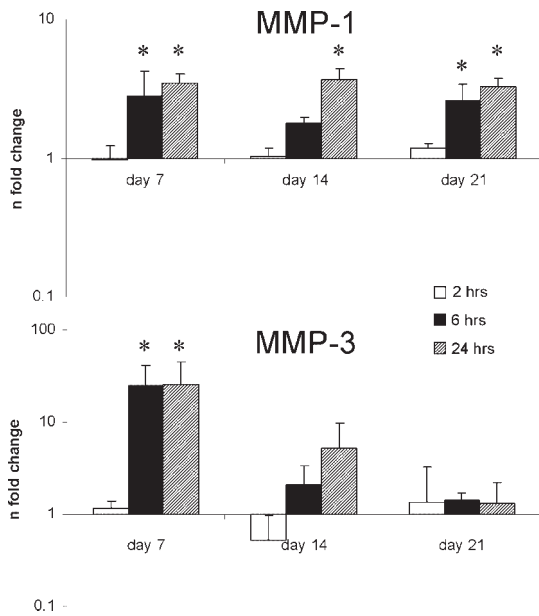 MMP-1
10
* * * * *
n fold change
1
day 7 day 14 day 21
0.1
2 hrs
6 hrs
24 hrs
MMP-3
100
* *
n fold change
10
1
day 7 day 14 day 21
0.1